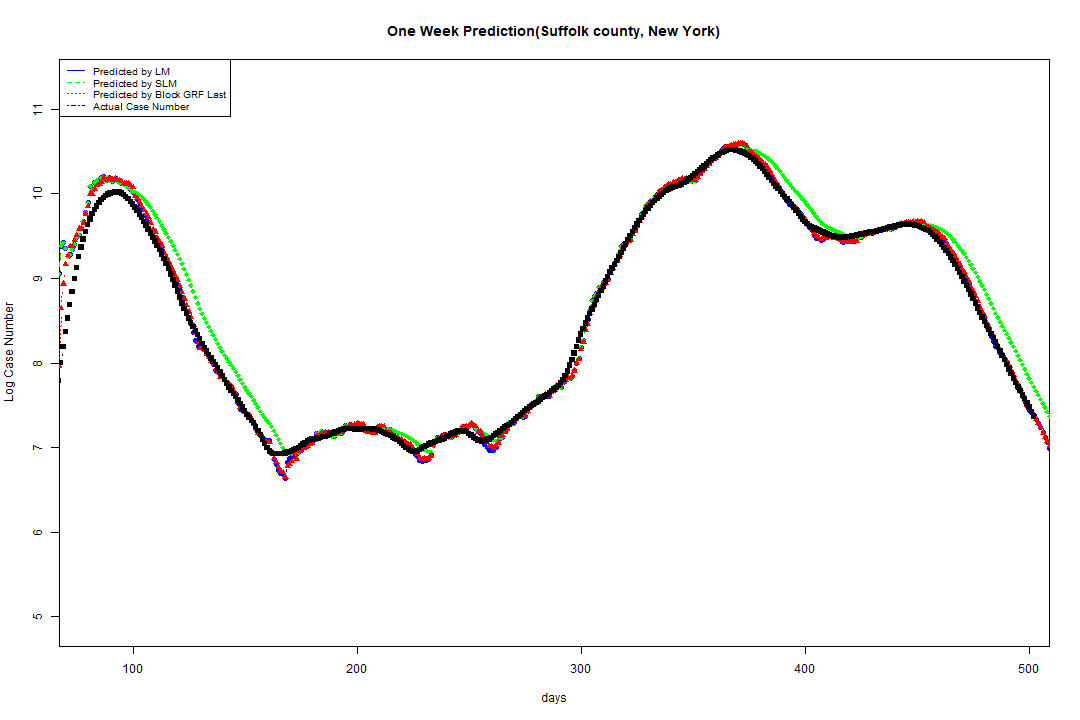 One Week Prediction(Suffolk county, New York)
Predicted by LM
Predicted by SLM
Predicted by Block GRF Last
Actual Case Number
11
10
9
8
7
6
5
Log Case Number
100 200 300 400 500
days